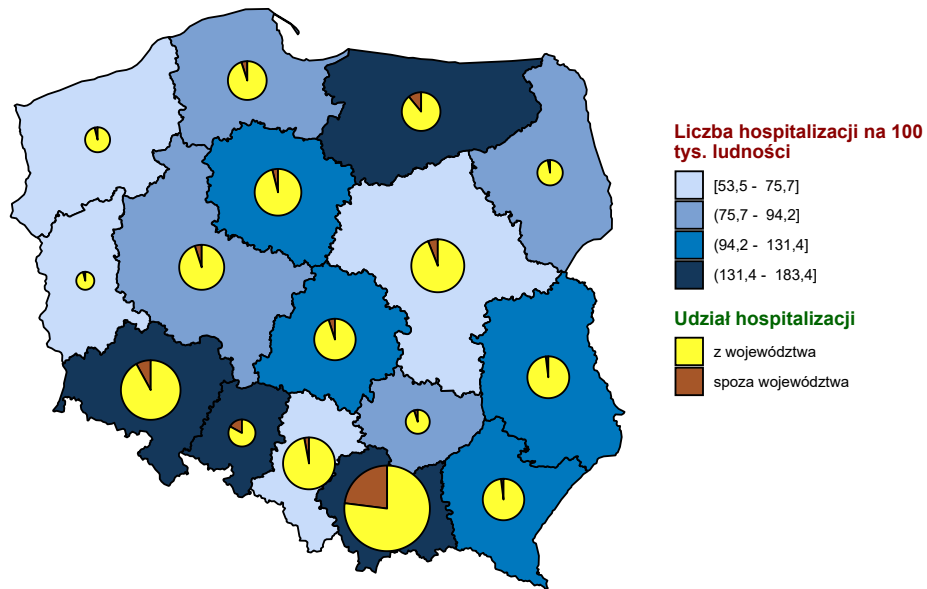 Liczba hospitalizacji na 100
tys. ludności
[53,5 - 75,7]
(75,7 - 94,2]
(94,2 - 131,4]
(131,4 - 183,4]
Udział hospitalizacji
z województwa
spoza województwa